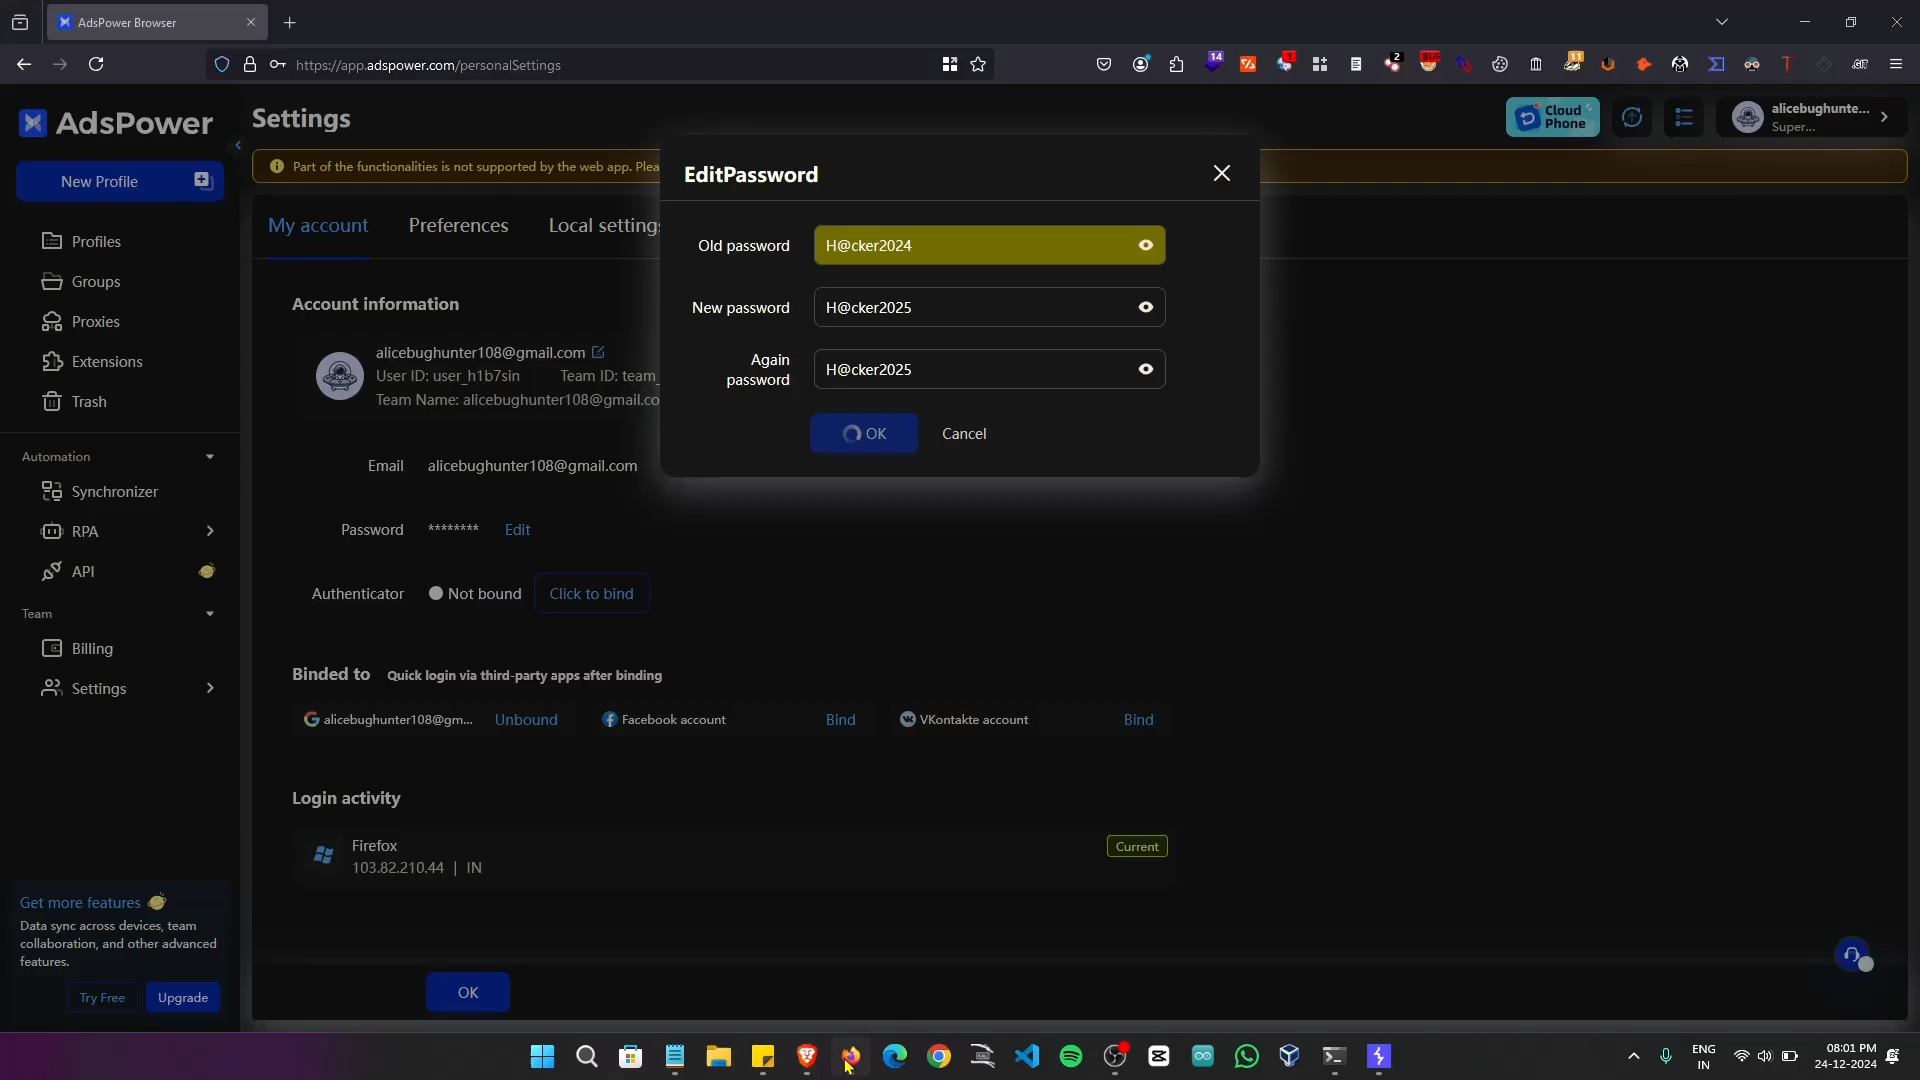 AdsPower Browser
https://app.adspower.com/personalSettings
14
1
2
BUG
11
GIT
AdsPower
Settings
Cloud
Phone
alicebughunte...
Super...
New Profile
Part of the functionalities is not supported by the web app. Plea
EditPassword
My account
Preferences
Local settings
Profiles
Groups
Proxies
Extensions
Trash
Old password
H@cker2024
New password
H@cker2025
Again
password
H@cker2025
OK
Cancel
Account information
alicebughunter108@gmail.com
User ID: user_h1b7sin
Team ID: team_
Team Name: alicebughunter108@gmail.co
Email
alicebughunter108@gmail.com
Password
********
Edit
Authenticator
Not bound
Click to bind
Automation
Synchronizer
RPA
API
Team
Billing
Settings
Binded to
Quick login via third-party apps after binding
alicebughunter108@gm...
Unbound
Facebook account
Bind
VKontakte account
Bind
Login activity
Firefox
103.82.210.44 | IN
Current
Get more features
Data sync across devices, team
collaboration, and other advanced
features.
Try Free
Upgrade
OK
ENG
IN
08:01 PM
24-12-2024